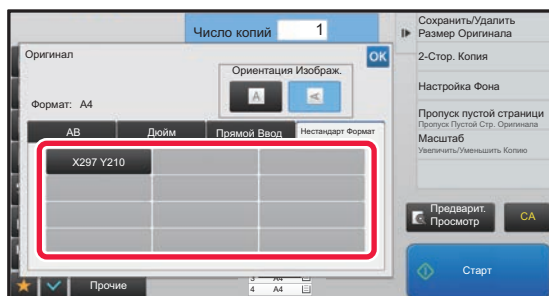 Число копий 1
Оригинал
OK
Ориентация Изображ.
A A
Формат: A4
AB Дюйм Прямой Ввод Нестандарт Формат
X297 Y210
3 A4
4 A4
Прочие
Сохранить/Удалить
Размер Оригинала
2-Стор. Копия
Настройка Фона
Пропуск пустой страници
Пропуск Пустой Стр. Оригинала
Масштаб
Увеличить/Уменьшить Копию
Предварит.
Просмотр
CA
Старт